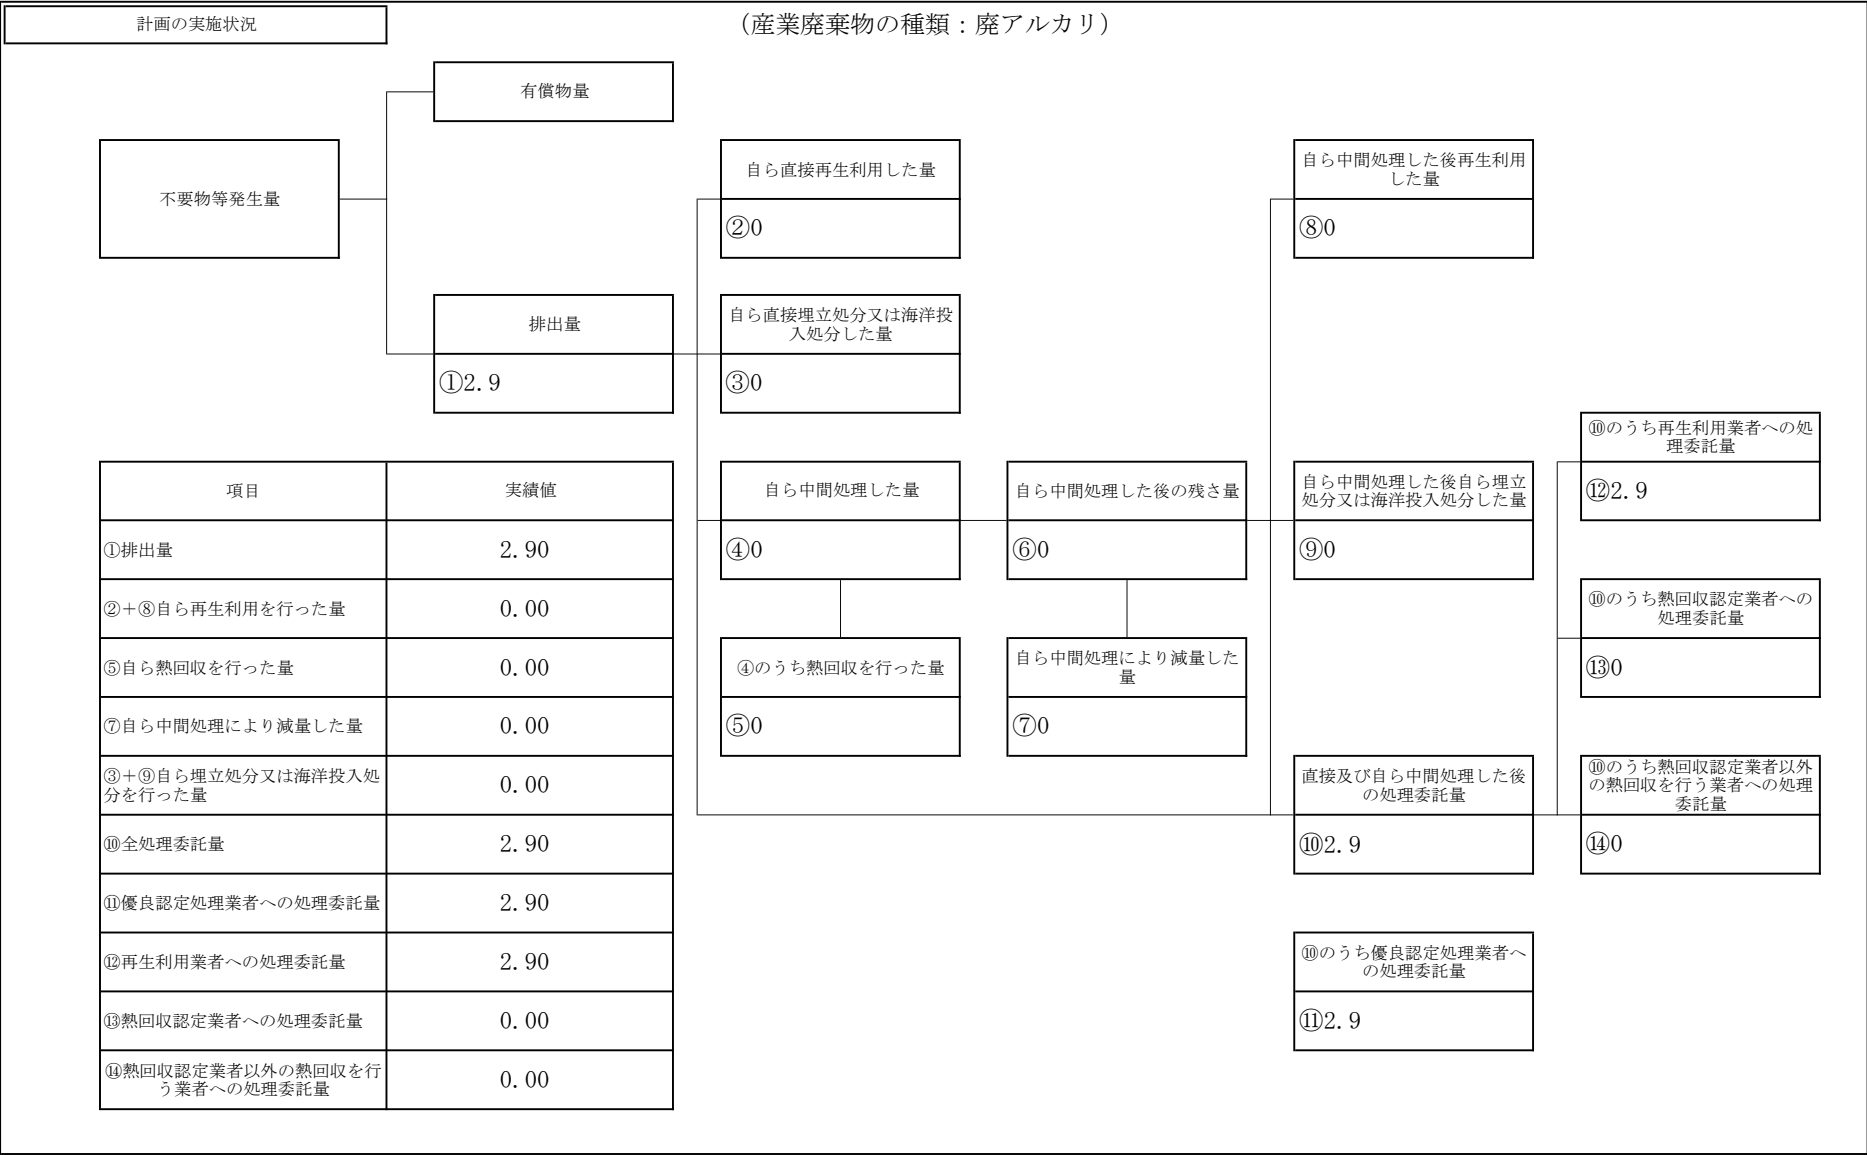 計画の実施状況
（産業廃棄物の種類：廃アルカリ）
有償物量
不要物等発生量
自ら直接再生利用した量
②0
自ら中間処理した後再生利用
した量
⑧0
排出量
①2.9
自ら直接埋立処分又は海洋投
入処分した量
③0
⑩のうち再生利用業者への処
理委託量
⑫2.9
自ら中間処理した量
④0
自ら中間処理した後の残さ量
⑥0
自ら中間処理した後自ら埋立
処分又は海洋投入処分した量
⑨0
⑩のうち熱回収認定業者への
処理委託量
⑬0
④のうち熱回収を行った量
⑤0
自ら中間処理により減量した
量
⑦0
直接及び自ら中間処理した後
の処理委託量
⑩2.9
⑩のうち熱回収認定業者以外
の熱回収を行う業者への処理
委託量
⑭0
⑩のうち優良認定処理業者へ
の処理委託量
⑪2.9
項目 実績値
①排出量 2.90
②＋⑧自ら再生利用を行った量 0.00
⑤自ら熱回収を行った量 0.00
⑦自ら中間処理により減量した量 0.00
③＋⑨自ら埋立処分又は海洋投入処
分を行った量 0.00
⑩全処理委託量 2.90
⑪優良認定処理業者への処理委託量 2.90
⑫再生利用業者への処理委託量 2.90
⑬熱回収認定業者への処理委託量 0.00
⑭熱回収認定業者以外の熱回収を行
う業者への処理委託量 0.00